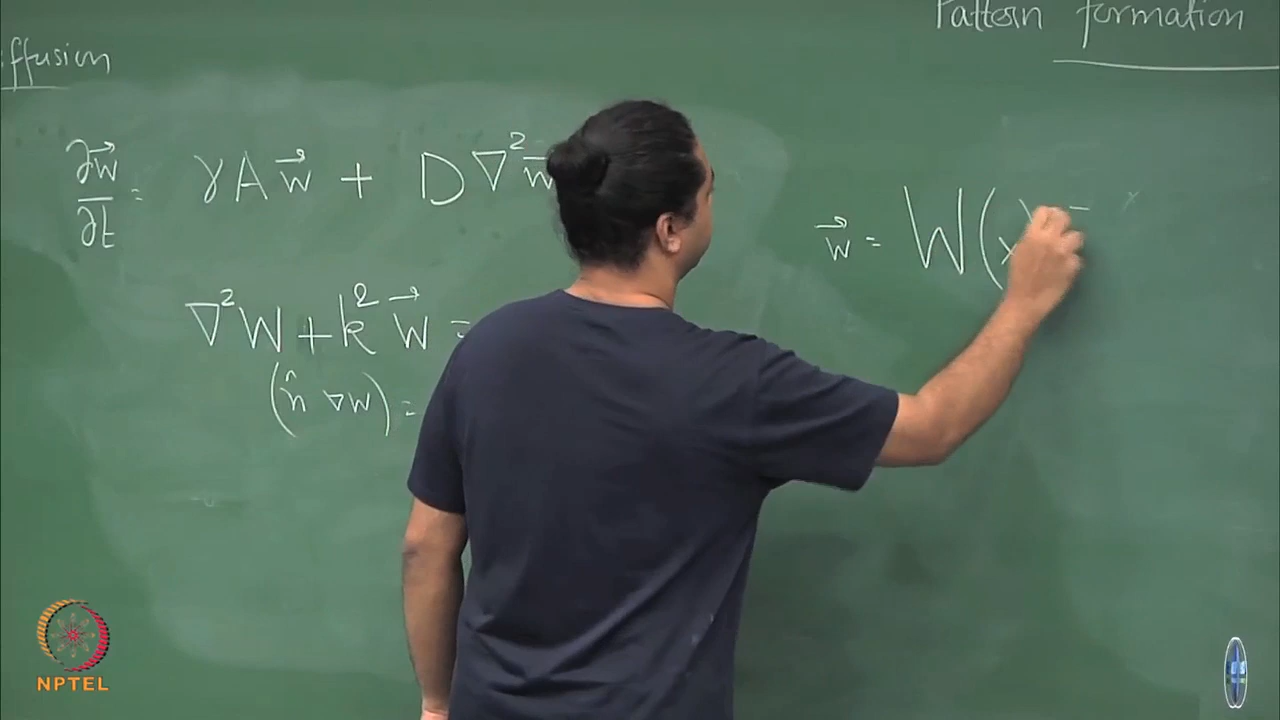 Pattern formation
ffusion
∂w⃗/∂t = γAw⃗ + D∇²w⃗
w⃗ = W(x)
∇²W + k²W⃗ =
(n̂ ∇W) =
NPTEL